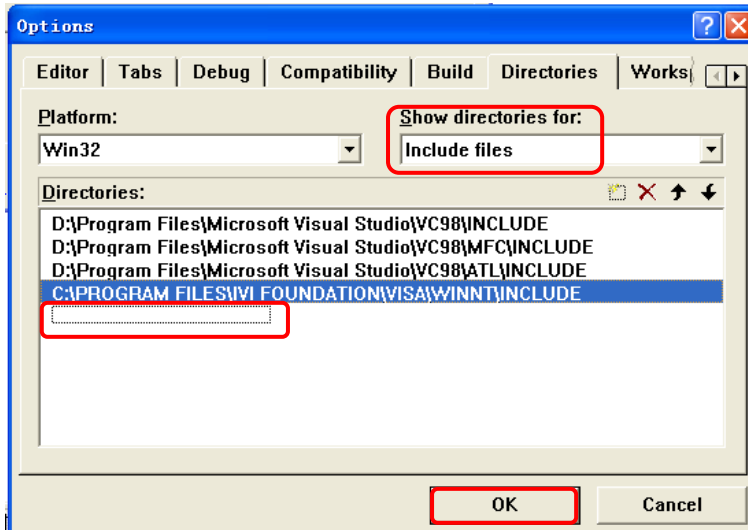 Options
Editor Tabs Debug Compatibility Build Directories Works
Platform: Show directories for:
Win32 Include files
Directories:
D:\Program Files\Microsoft Visual Studio\VC98\INCLUDE
D:\Program Files\Microsoft Visual Studio\VC98\MFC\INCLUDE
D:\Program Files\Microsoft Visual Studio\VC98\ATL\INCLUDE
C:\PROGRAM FILES\IVI FOUNDATION\VISA\WINNT\INCLUDE
OK Cancel